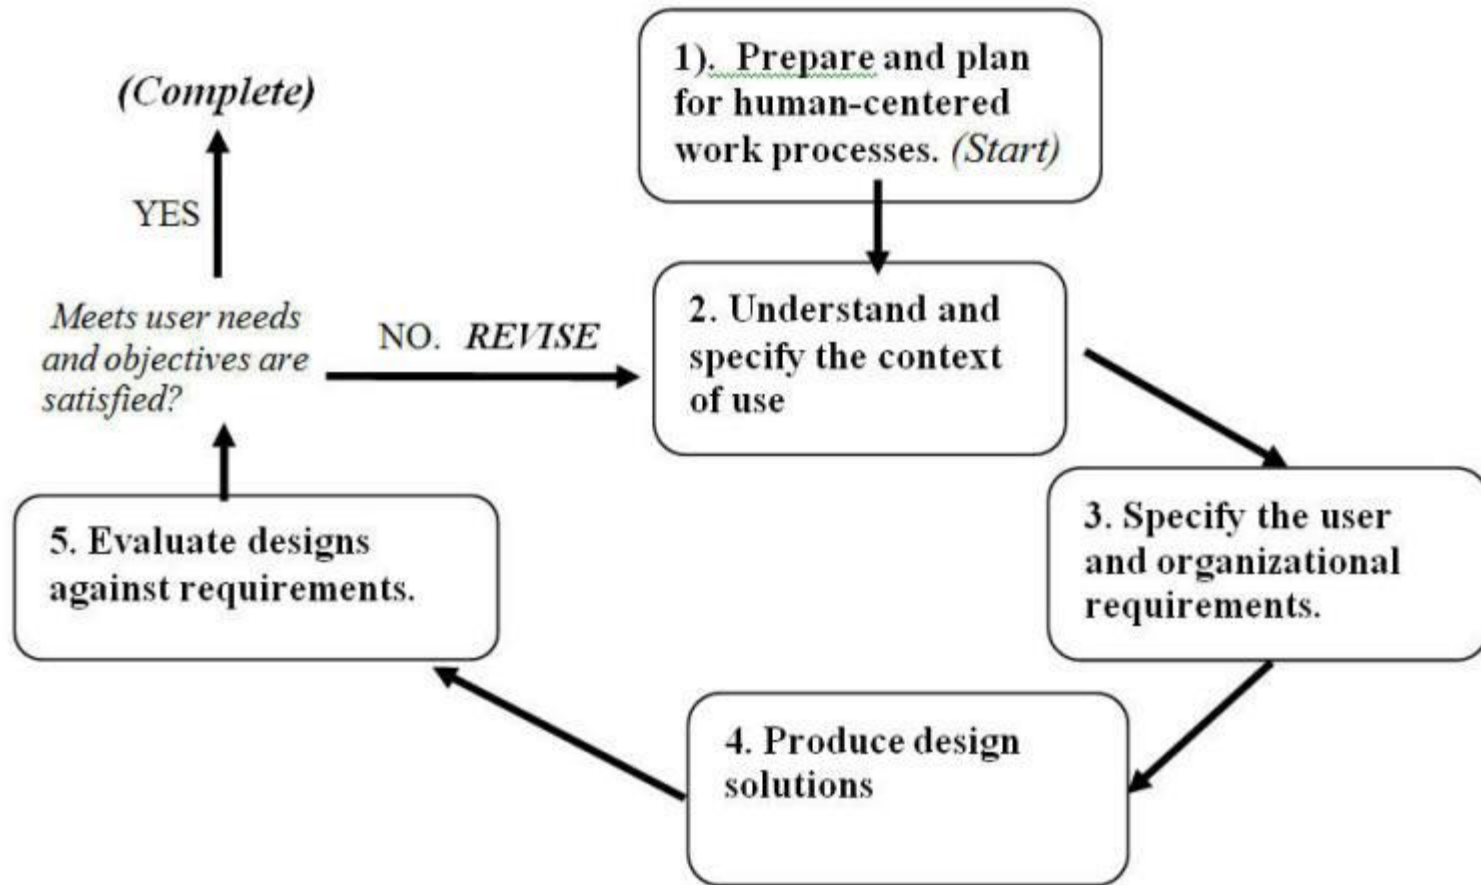 1). Prepare and plan
for human-centered
work processes. (Start)
(Complete)
YES
Meets user needs
and objectives are
satisfied?
NO. REVISE
2. Understand and
specify the context
of use
3. Specify the user
and organizational
requirements.
4. Produce design
solutions
5. Evaluate designs
against requirements.